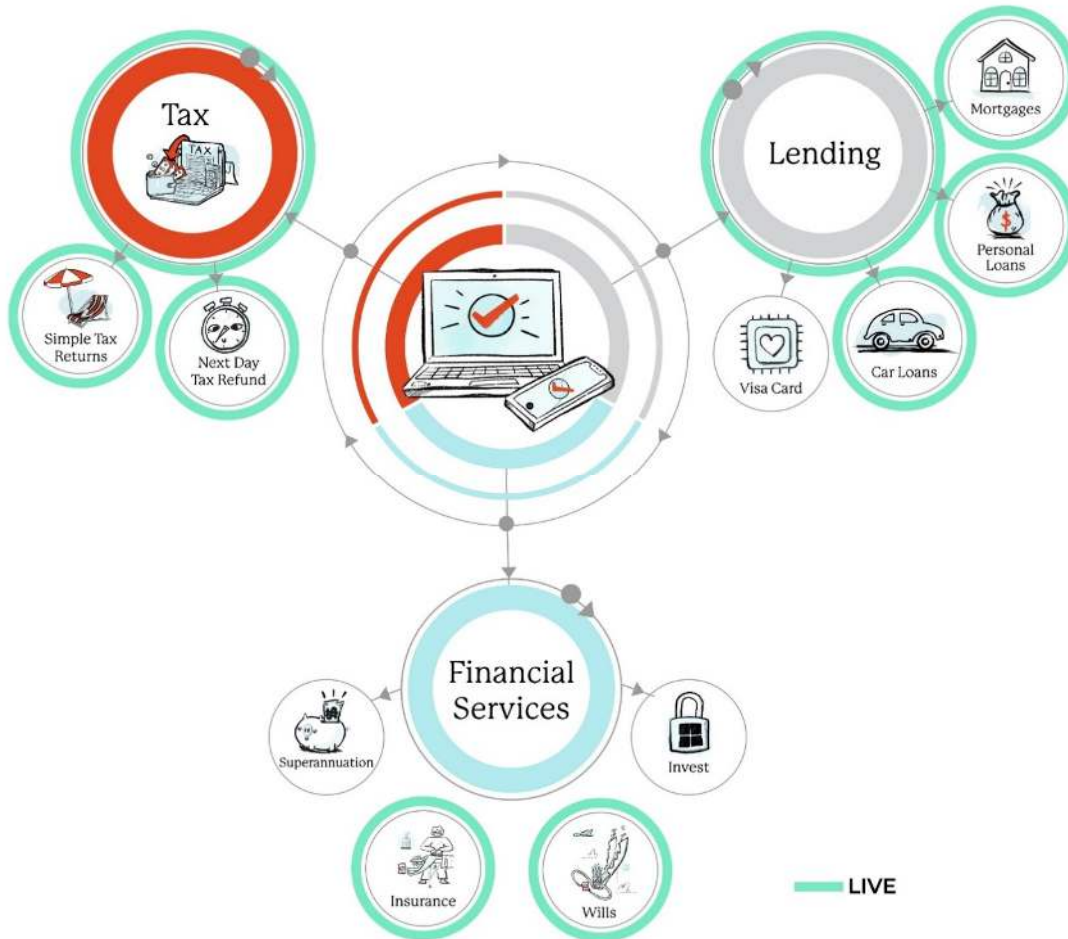 Tax
TAX
Simple Tax
Returns
Next Day
Tax Refund
Lending
Mortgages
$
Personal
Loans
Visa Card
Car Loans
Financial
Services
Superannuation
Invest
Insurance
Wills
LIVE